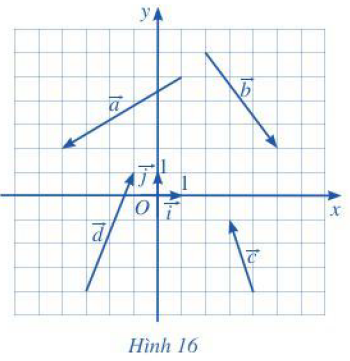 y
a⃗
b⃗
j⃗ 1
1
O i⃗ x
d⃗
c⃗
Hình 16